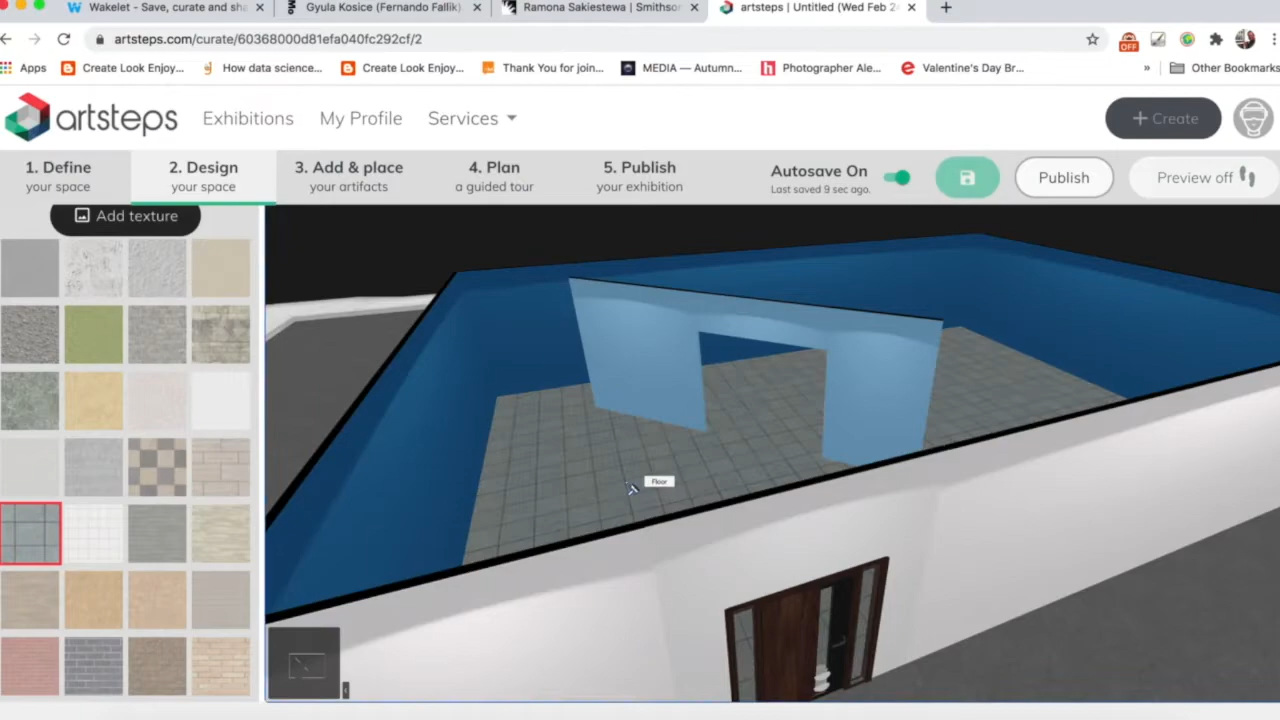 Wakelet - Save, curate and sha
Gyula Kosice (Fernando Fallik)
Ramona Sakiestewa | Smithson
artsteps | Untitled (Wed Feb 24
artsteps.com/curate/60368000d81efa040fc292cf/2
OFF
Apps
Create Look Enjoy...
How data science...
Create Look Enjoy...
Thank You for join...
MEDIA — Autumn...
Photographer Ale...
Valentine's Day Br...
»
Other Bookmarks
artsteps
Exhibitions
My Profile
Services
+ Create
1. Define
your space
2. Design
your space
3. Add & place
your artifacts
4. Plan
a guided tour
5. Publish
your exhibition
Autosave On
Last saved 9 sec ago.
Publish
Preview off
Add texture
Floor